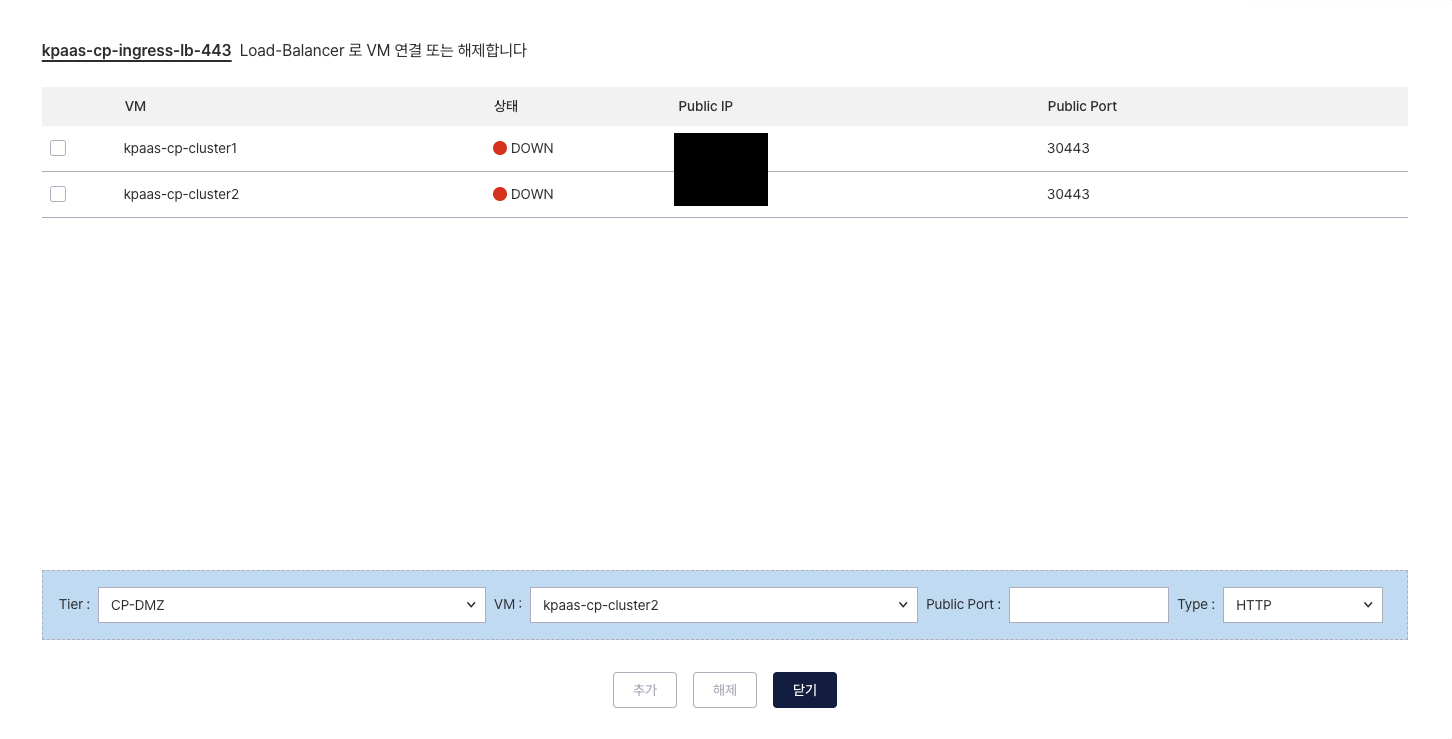 kpaas-cp-ingress-lb-443 Load-Balancer 로 VM 연결 또는 해제합니다
VM 상태 Public IP Public Port
kpaas-cp-cluster1 DOWN 30443
kpaas-cp-cluster2 DOWN 30443
Tier : CP-DMZ VM : kpaas-cp-cluster2 Public Port : Type : HTTP
추가 해제 닫기